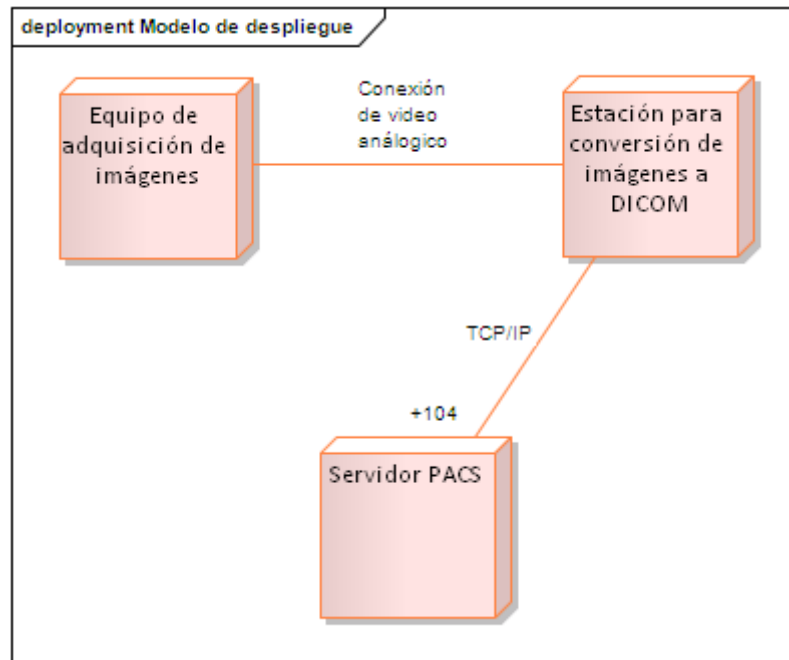 deployment Modelo de despliegue
Equipo de
adquisición de
imágenes
Conexión
de video
análogico
Estación para
conversión de
imágenes a
DICOM
TCP/IP
+104
Servidor PACS